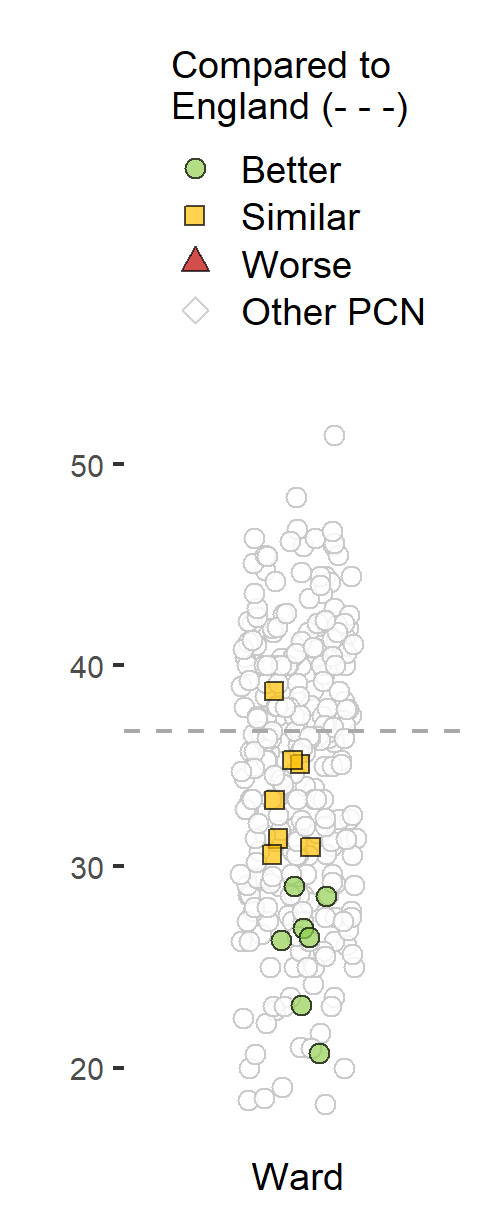 Compared to
England (- - -)
Better
Similar
Worse
Other PCN
50
40
30
20
Ward